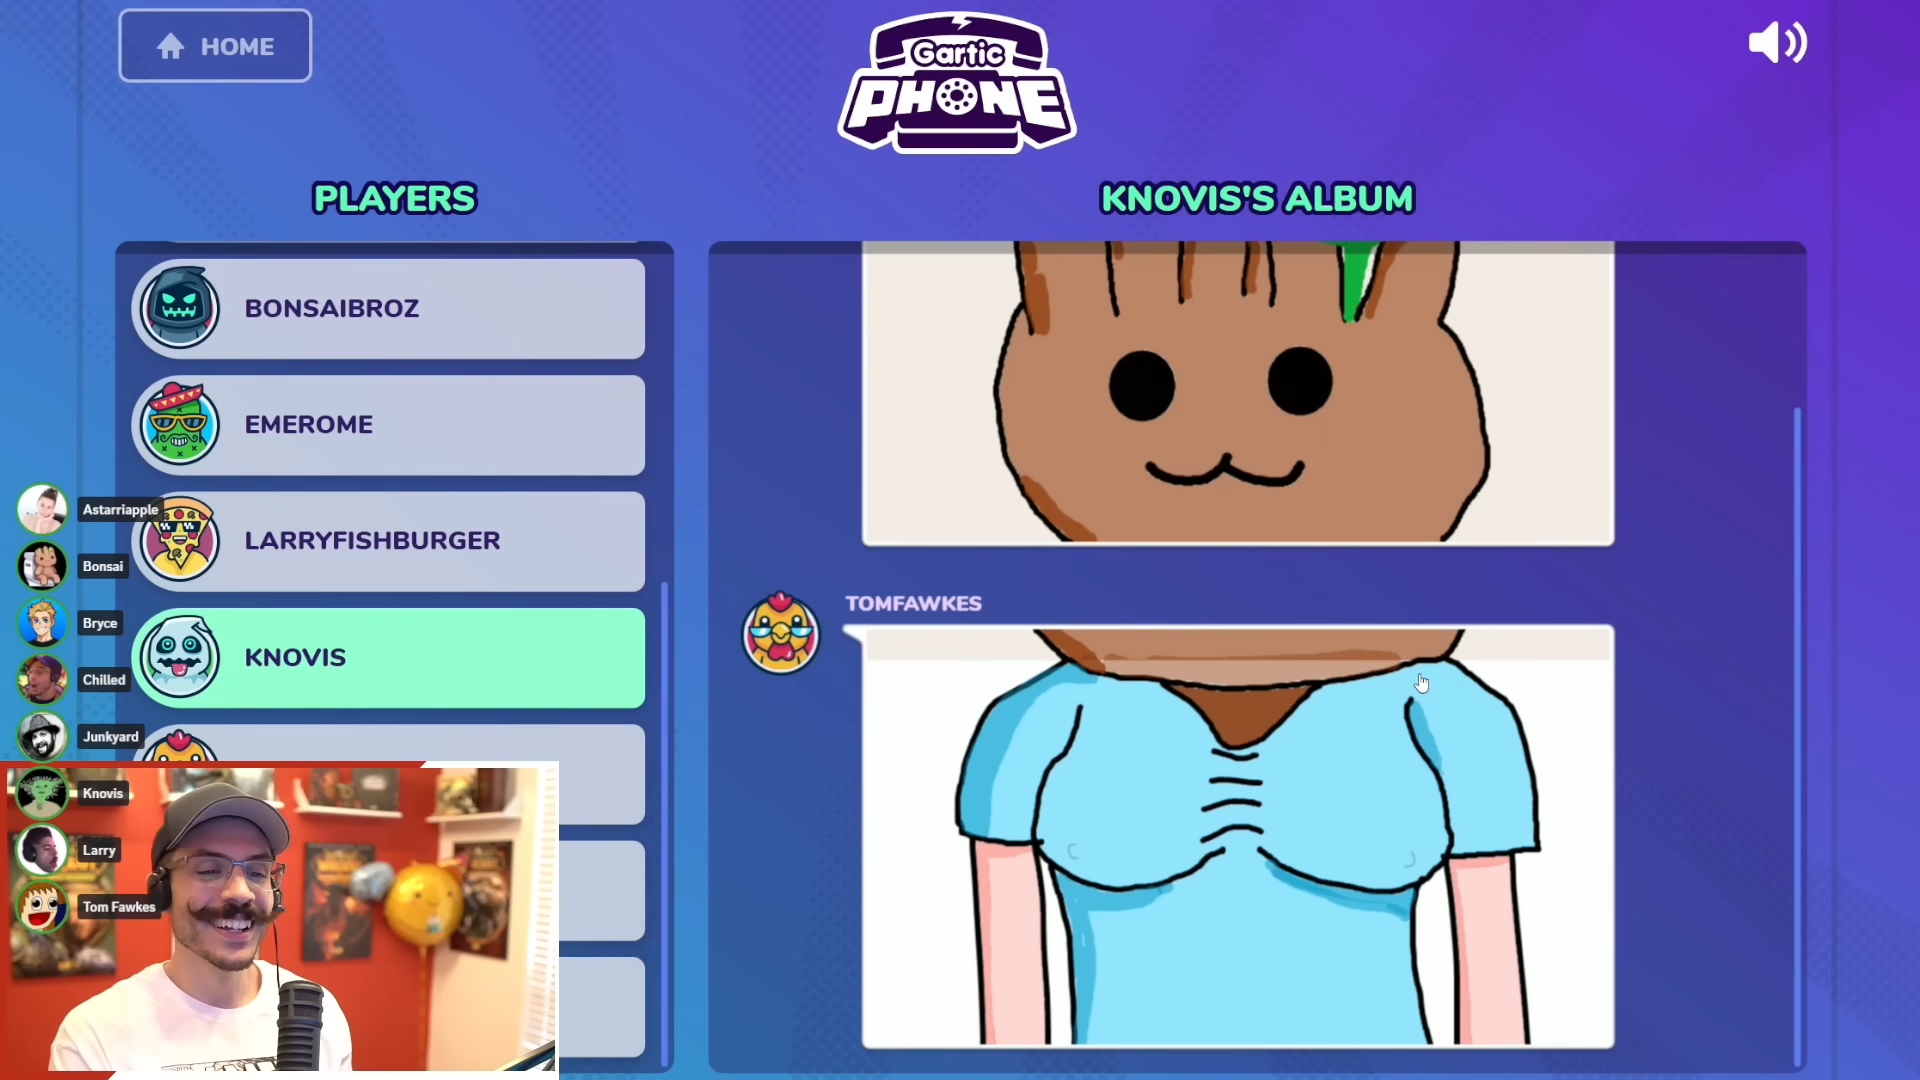 HOME
Gartic
PHONE
PLAYERS
KNOVIS'S ALBUM
BONSAIBROZ
EMEROME
LARRYFISHBURGER
KNOVIS
TOMFAWKES
Astarriapple
Bonsai
Bryce
Chilled
Junkyard
Knovis
Larry
Tom Fawkes